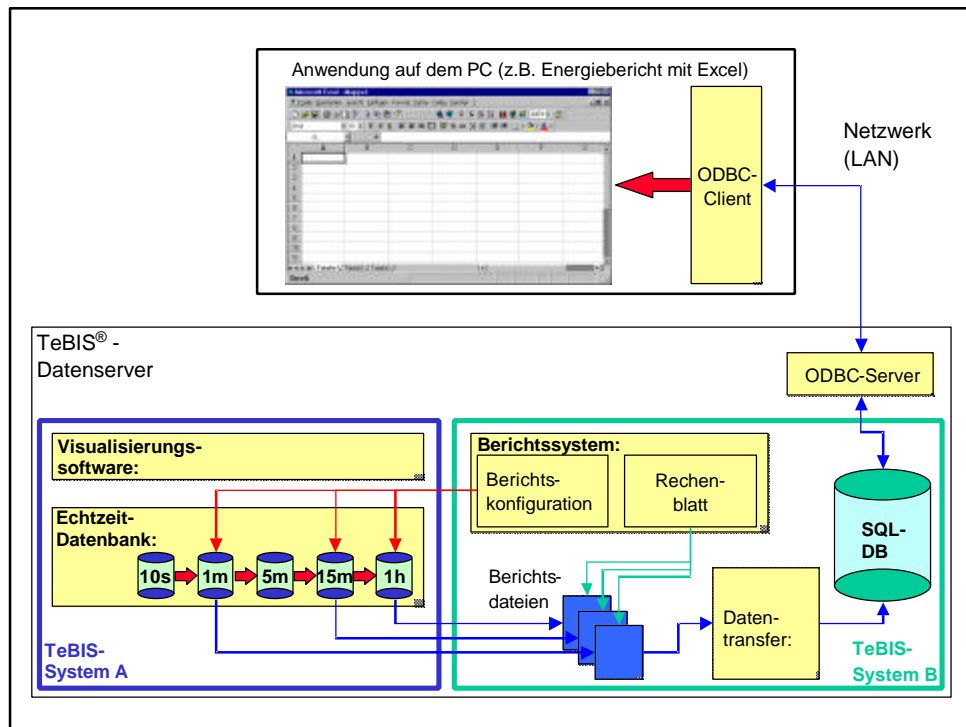 Anwendung auf dem PC (z.B. Energiebericht mit Excel)
ODBC-
Client
Netzwerk
(LAN)
TeBIS® -
Datenserver
ODBC-Server
Visualisierungs-
software:
Echtzeit-
Datenbank:
10s
1m
5m
15m
1h
TeBIS-
System A
Berichtssystem:
Berichts-
konfiguration
Rechen-
blatt
Berichts-
dateien
Daten-
transfer:
SQL-
DB
TeBIS-
System B